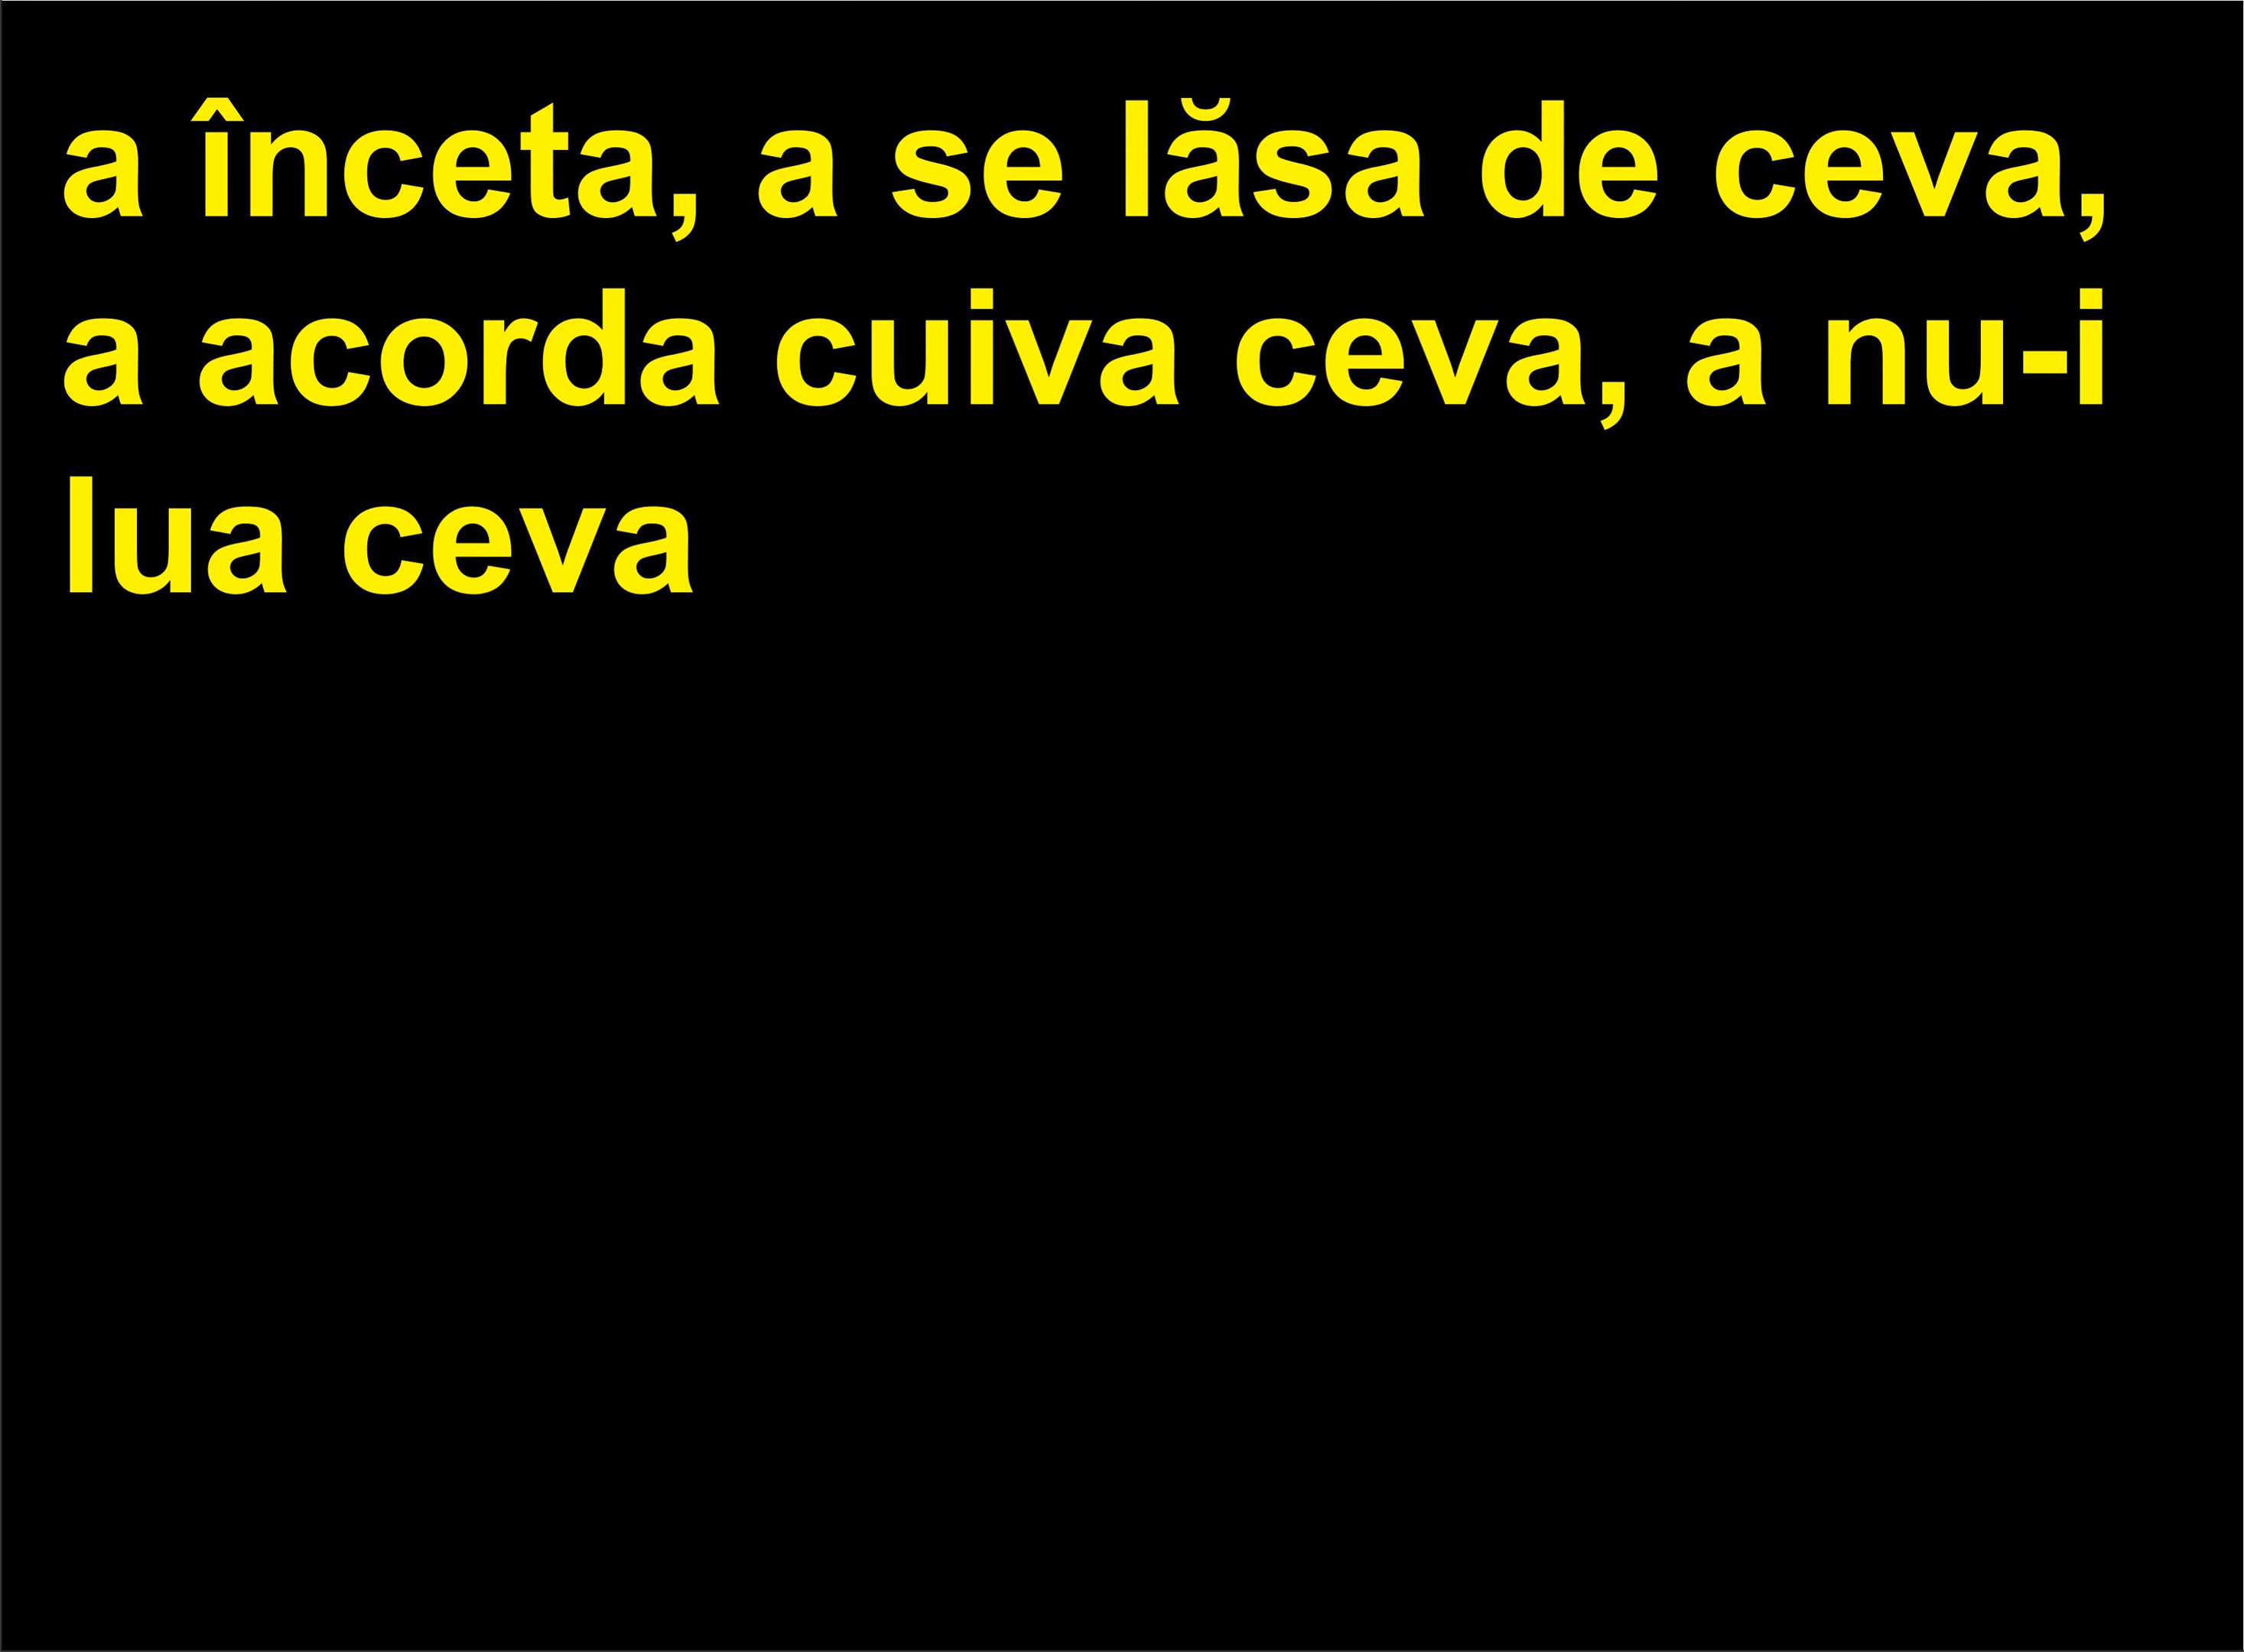 a înceta, a se lăsa de ceva,
a acorda cuiva ceva, a nu-i
lua ceva